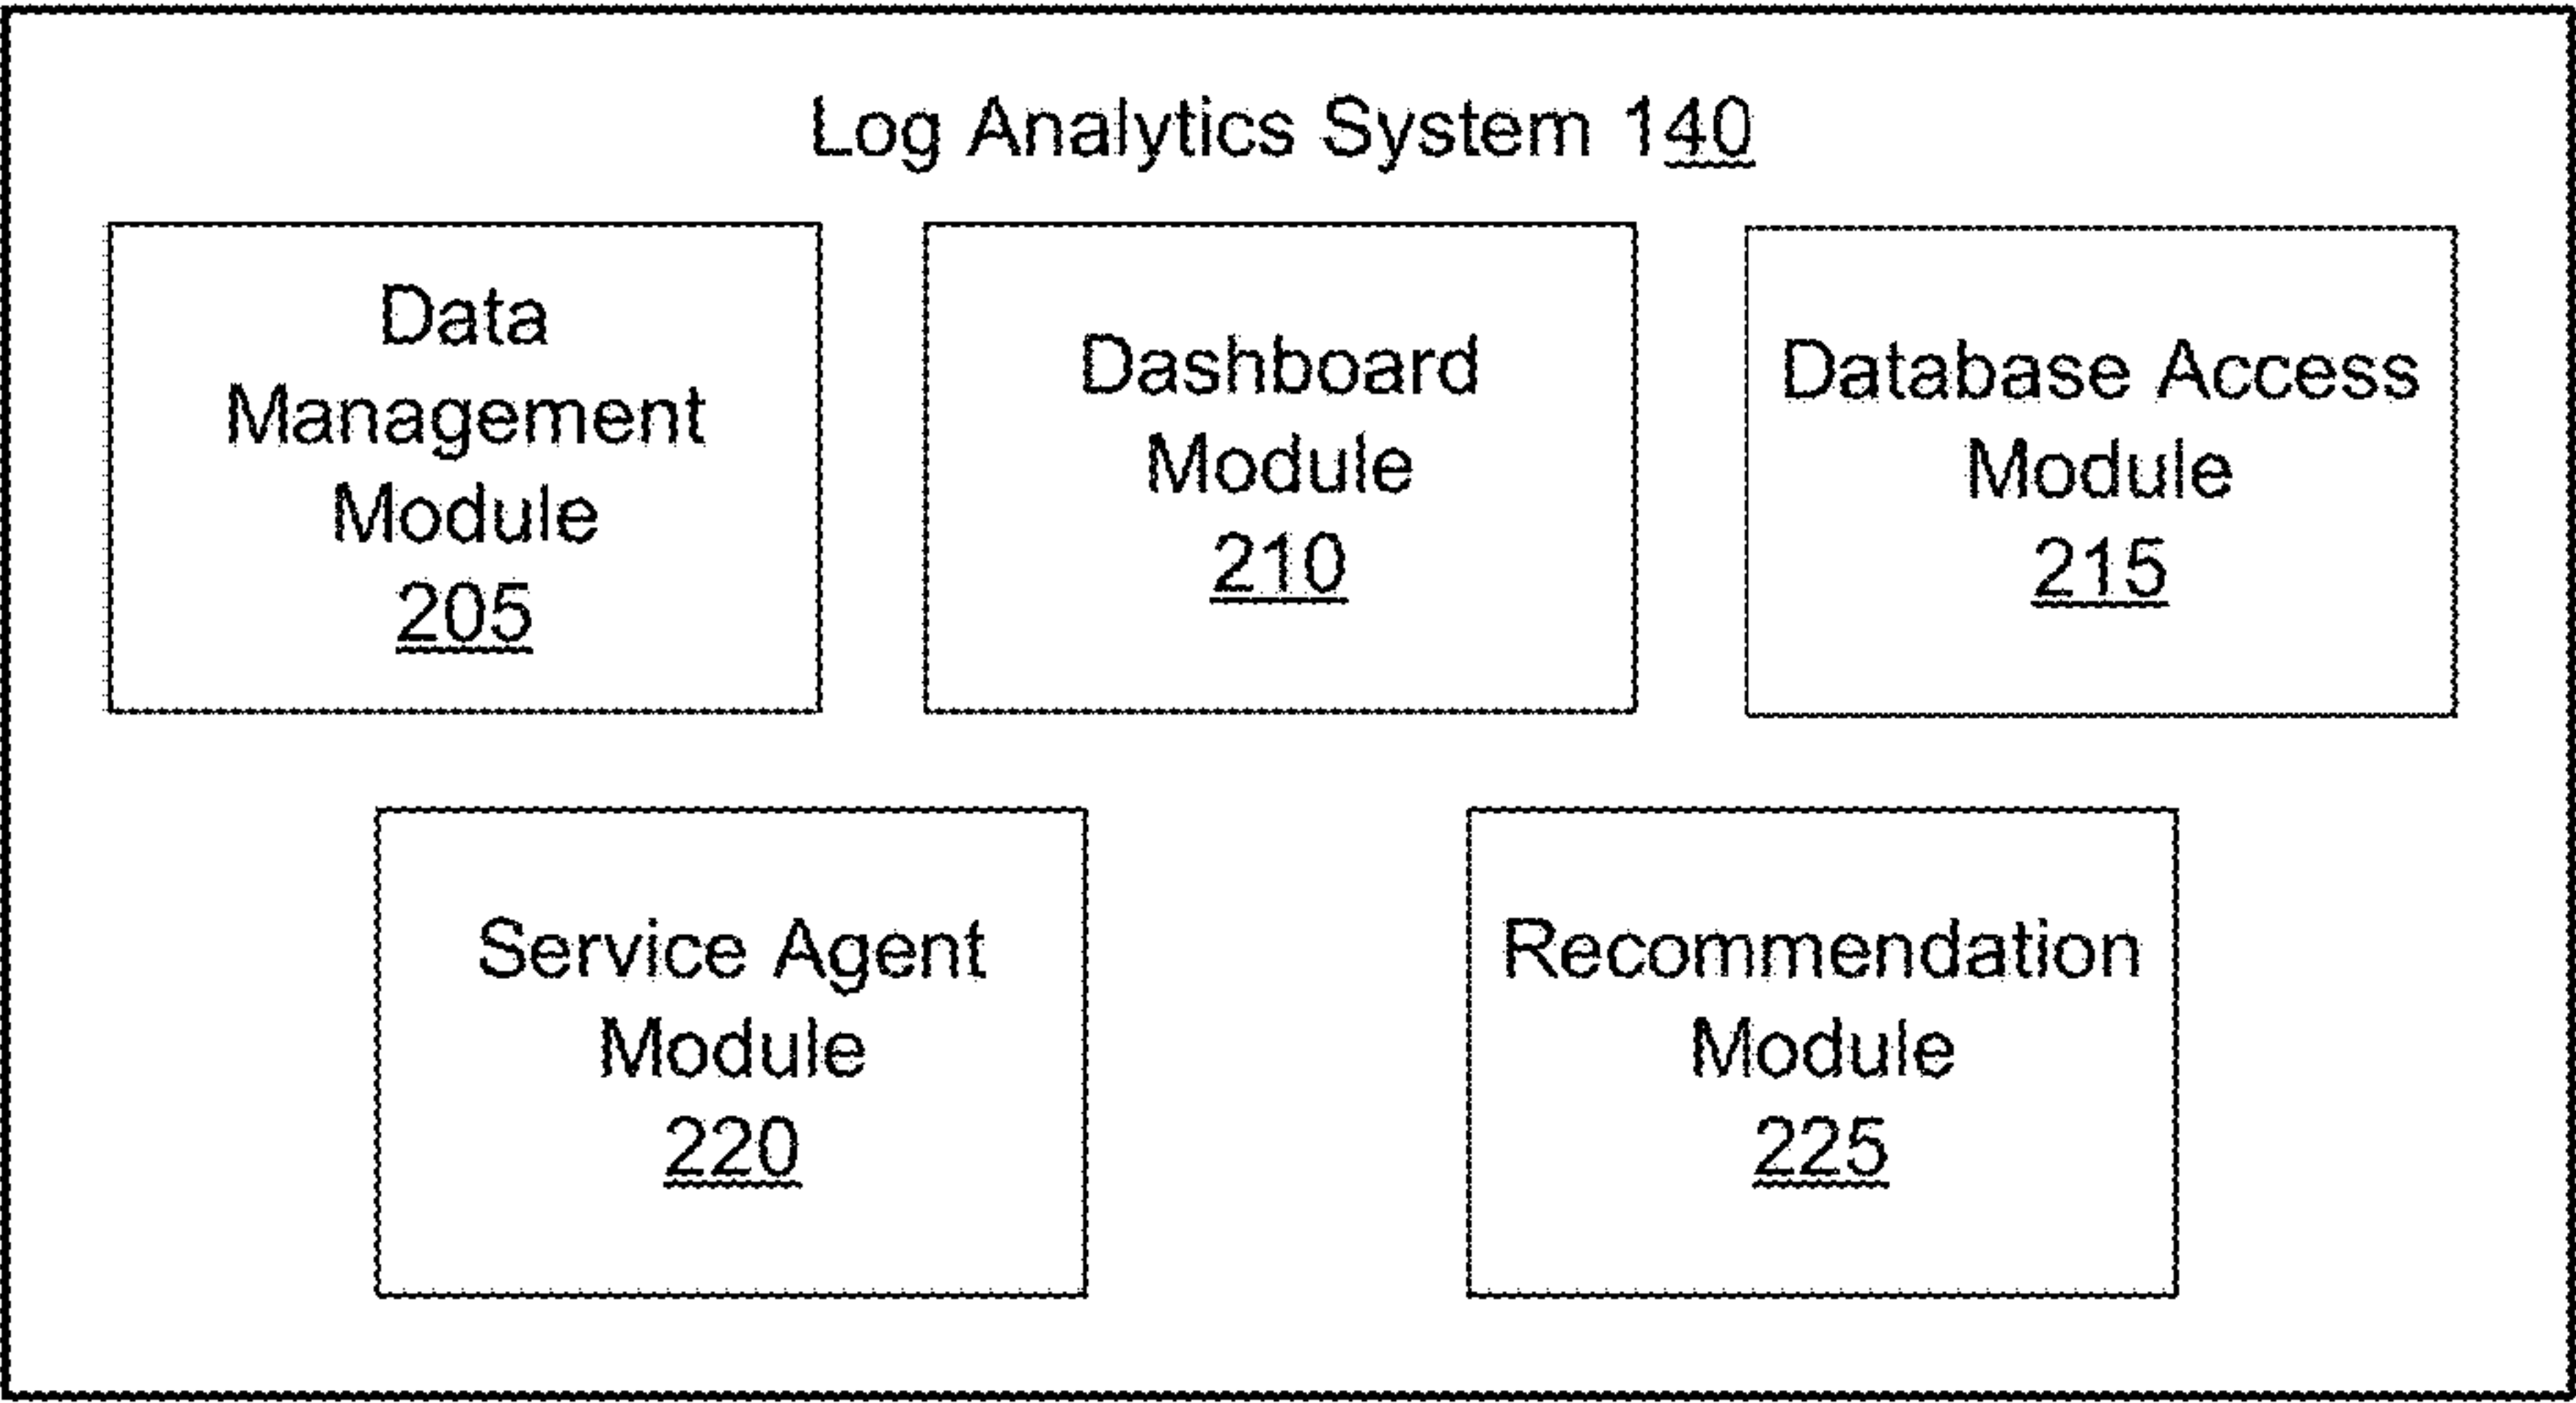 Log Analytics System 140
Data
Management
Module
205
Dashboard
Module
210
Database Access
Module
215
Service Agent
Module
220
Recommendation
Module
225